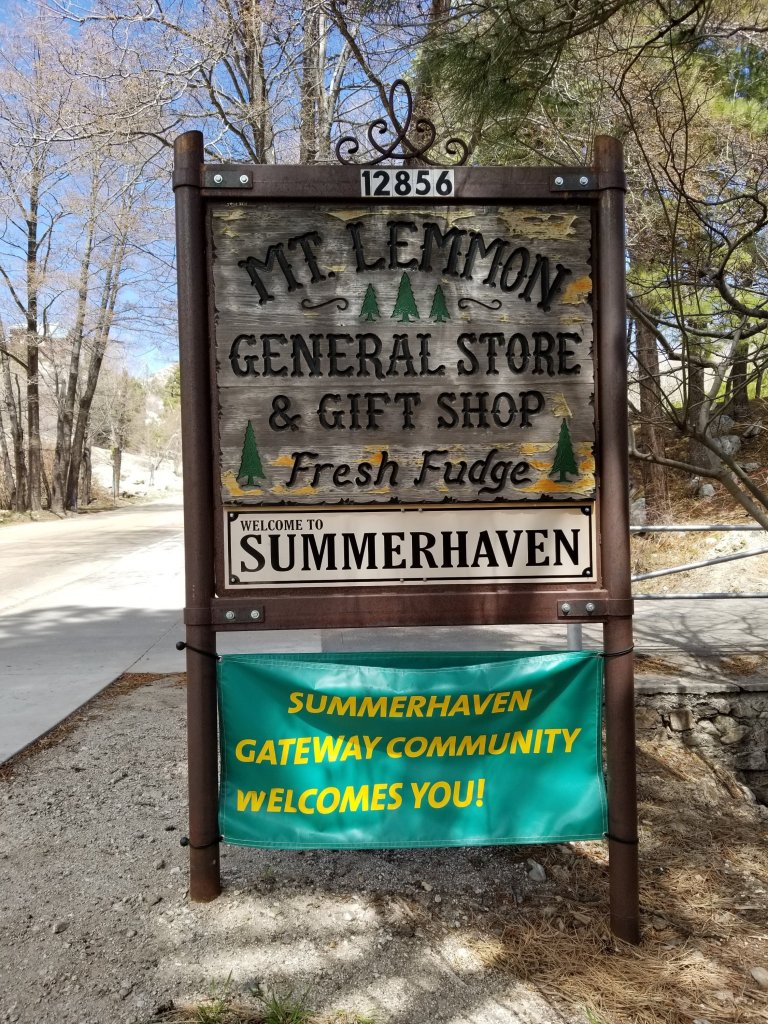 12856
MT. LEMMON
GENERAL STORE
& GIFT SHOP
Fresh Fudge
WELCOME TO
SUMMERHAVEN
SUMMERHAVEN
GATEWAY COMMUNITY
WELCOMES YOU!